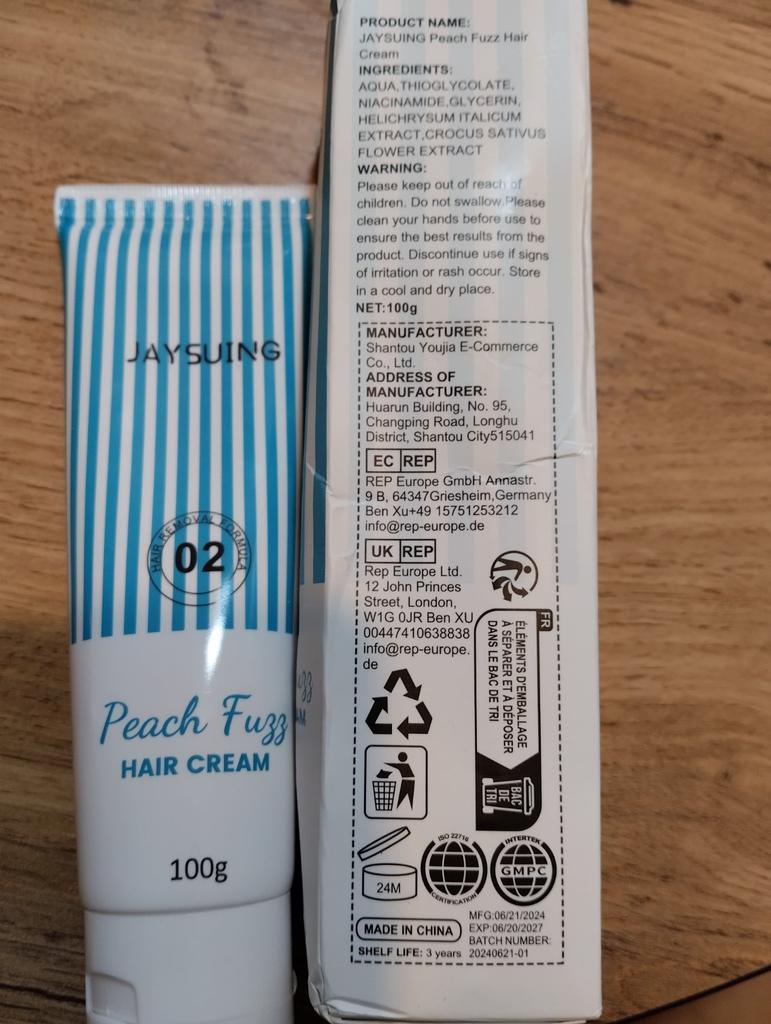 JAYSUING
HAIR REMOVAL FORMULA
02
Peach Fuzz
HAIR CREAM
100g
PRODUCT NAME:
JAYSUING Peach Fuzz Hair
Cream
INGREDIENTS:
AQUA,THIOGLYCOLATE,
NIACINAMIDE,GLYCERIN,
HELICHRYSUM ITALICUM
EXTRACT,CROCUS SATIVUS
FLOWER EXTRACT
WARNING:
Please keep out of reach of
children. Do not swallow.Please
clean your hands before use to
ensure the best results from the
product. Discontinue use if signs
of irritation or rash occur. Store
in a cool and dry place.
NET:100g
MANUFACTURER:
Shantou Youjia E-Commerce
Co., Ltd.
ADDRESS OF
MANUFACTURER:
Huarun Building, No. 95,
Changping Road, Longhu
District, Shantou City515041
EC REP
REP Europe GmbH Annastr.
9 B, 64347Griesheim,Germany
Ben Xu+49 15751253212
info@rep-europe.de
UK REP
Rep Europe Ltd.
12 John Princes
Street, London,
W1G 0JR Ben XU
00447410638838
info@rep-europe.
de
FR
ÉLÉMENTS D'EMBALLAGE
À SÉPARER ET À DÉPOSER
DANS LE BAC DE TRI
BAC
DE
TRI
24M
ISO 22716
CERTIFICATION
INTERTEK
GMPC
MADE IN CHINA
SHELF LIFE: 3 years
MFG:06/21/2024
EXP:06/20/2027
BATCH NUMBER:
20240621-01